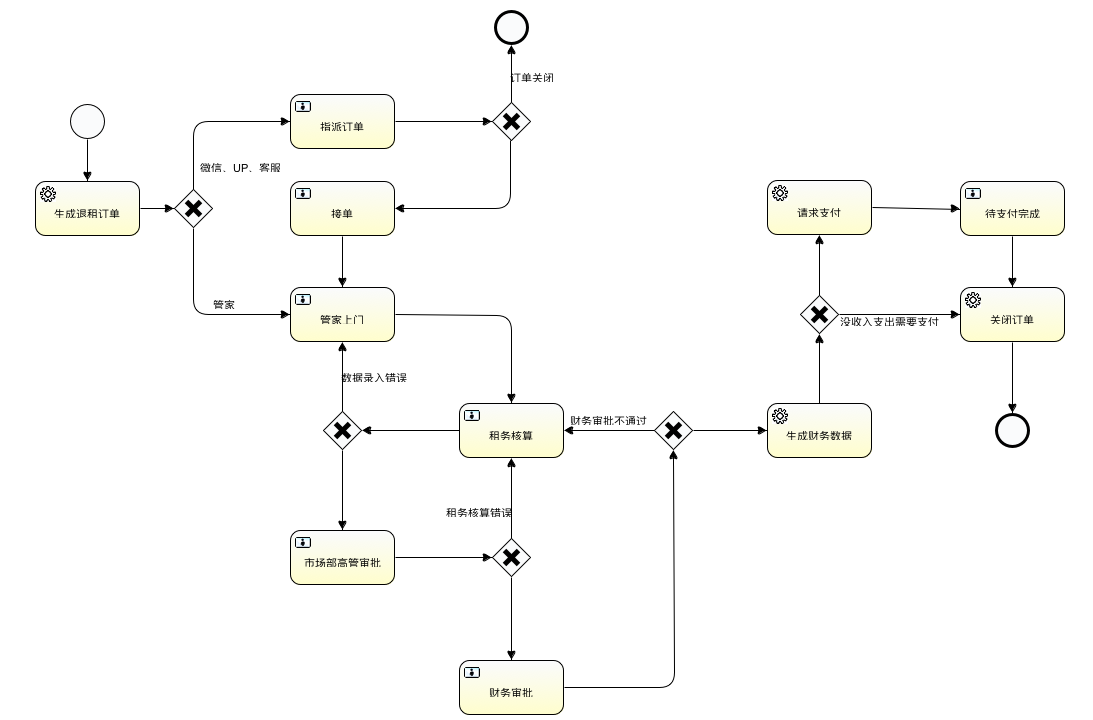 订单关闭
指派订单
微信、UP、客服
生成退租订单
接单
请求支付
待支付完成
管家
管家上门
没收入支出需要支付
关闭订单
数据录入错误
财务审批不通过
租务核算
生成财务数据
租务核算错误
市场部高管审批
财务审批